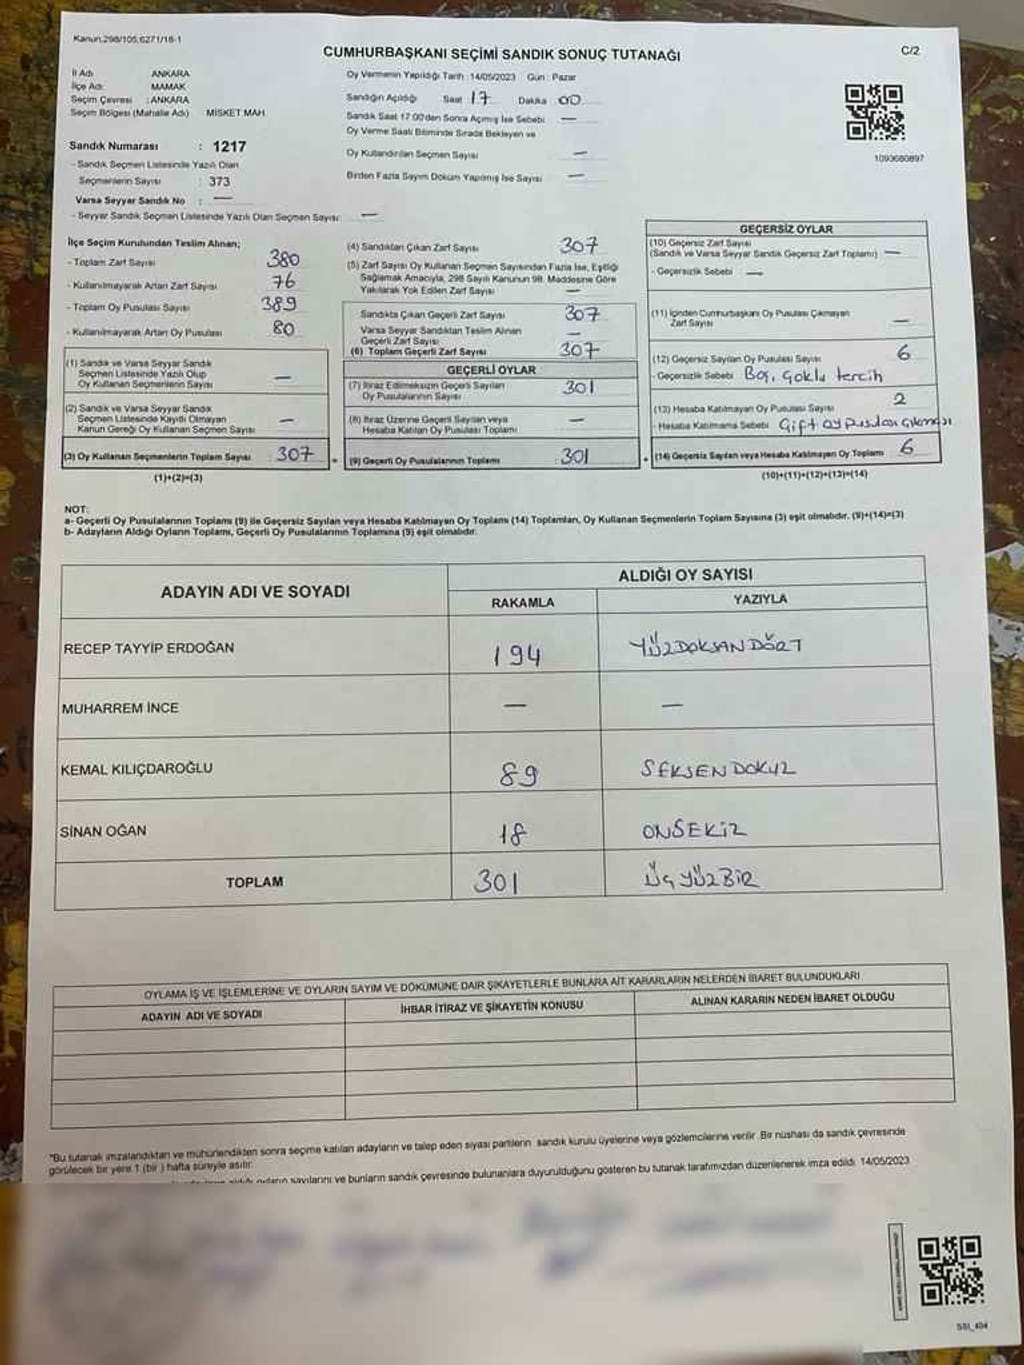 Kanun:298/105;6271/18-1
CUMHURBAŞKANI SEÇİMİ SANDIK SONUÇ TUTANAĞI
C/2
İl Adı ANKARA
İlçe Adı: MAMAK
Seçim Çevresi : ANKARA
Seçim Bölgesi (Mahalle Adı) MİSKET MAH.
Oy Vermenin Yapıldığı Tarih : 14/05/2023 Gün : Pazar
Sandığın Açıldığı Saat 17 Dakika 00
Sandık Saat 17:00'den Sonra Açılmış İse Sebebi —
Oy Verme Saati Bitiminde Sırada Bekleyen ve
Oy Kullandırılan Seçmen Sayısı —
Birden Fazla Sayım Döküm Yapılmış İse Sayısı —
1093680897
Sandık Numarası : 1217
- Sandık Seçmen Listesinde Yazılı Olan
Seçmenlerin Sayısı : 373
Varsa Seyyar Sandık No : —
- Seyyar Sandık Seçmen Listesinde Yazılı Olan Seçmen Sayısı: —
İlçe Seçim Kurulundan Teslim Alınan;
- Toplam Zarf Sayısı 380
- Kullanılmayarak Artan Zarf Sayısı 76
- Toplam Oy Pusulası Sayısı 389
- Kullanılmayarak Artan Oy Pusulası 80
(1) Sandık ve Varsa Seyyar Sandık
Seçmen Listesinde Yazılı Olup
Oy Kullanan Seçmenlerin Sayısı —
(2) Sandık ve Varsa Seyyar Sandık
Seçmen Listesinde Kayıtlı Olmayan
Kanun Gereği Oy Kullanan Seçmen Sayısı —
(3) Oy Kullanan Seçmenlerin Toplam Sayısı : 307
(1)+(2)=(3)
(4) Sandıktan Çıkan Zarf Sayısı 307
(5) Zarf Sayısı Oy Kullanan Seçmen Sayısından Fazla İse, Eşitliği
Sağlamak Amacıyla, 298 Sayılı Kanunun 98. Maddesine Göre
Yakılarak Yok Edilen Zarf Sayısı —
Sandıkta Çıkan Geçerli Zarf Sayısı 307
Varsa Seyyar Sandıktan Teslim Alınan
Geçerli Zarf Sayısı —
(6) Toplam Geçerli Zarf Sayısı 307
GEÇERLİ OYLAR
(7) İtiraz Edilmeksizin Geçerli Sayılan
Oy Pusulalarının Sayısı 301
(8) İtiraz Üzerine Geçerli Sayılan veya
Hesaba Katılan Oy Pusulası Toplamı —
= (9) Geçerli Oy Pusulalarının Toplamı : 301
GEÇERSİZ OYLAR
(10) Geçersiz Zarf Sayısı
(Sandık ve Varsa Seyyar Sandık Geçersiz Zarf Toplamı) —
- Geçersizlik Sebebi —
(11) İçinden Cumhurbaşkanı Oy Pusulası Çıkmayan
Zarf Sayısı —
(12) Geçersiz Sayılan Oy Pusulası Sayısı 6
- Geçersizlik Sebebi Boş, Çoklu tercih
(13) Hesaba Katılmayan Oy Pusulası Sayısı 2
- Hesaba Katılmama Sebebi Çift oy pusulası çıkması
+ (14) Geçersiz Sayılan veya Hesaba Katılmayan Oy Toplamı 6
(10)+(11)+(12)+(13)=(14)
NOT:
a- Geçerli Oy Pusulalarının Toplamı (9) ile Geçersiz Sayılan veya Hesaba Katılmayan Oy Toplamı (14) Toplamları, Oy Kullanan Seçmenlerin Toplam Sayısına (3) eşit olmalıdır. (9)+(14)=(3)
b- Adayların Aldığı Oyların Toplamı, Geçerli Oy Pusulalarının Toplamına (9) eşit olmalıdır.
ADAYIN ADI VE SOYADI
ALDIĞI OY SAYISI
RAKAMLA YAZIYLA
RECEP TAYYİP ERDOĞAN 194 YÜZDOKSANDÖRT
MUHARREM İNCE — —
KEMAL KILIÇDAROĞLU 89 SEKSENDOKUZ
SİNAN OĞAN 18 ONSEKİZ
TOPLAM 301 ÜÇYÜZBİR
OYLAMA İŞ VE İŞLEMLERİNE VE OYLARIN SAYIM VE DÖKÜMÜNE DAİR ŞİKAYETLERLE BUNLARA AİT KARARLARIN NELERDEN İBARET BULUNDUKLARI
ADAYIN ADI VE SOYADI İHBAR İTİRAZ VE ŞİKAYETİN KONUSU ALINAN KARARIN NEDEN İBARET OLDUĞU
"Bu tutanak imzalandıktan ve mühürlendikten sonra seçime katılan adayların ve talep eden siyasi partilerin sandık kurulu üyelerine veya gözlemcilerine verilir. Bir nüshası da sandık çevresinde
görülecek bir yere 1 (bir ) hafta süreyle asılır.
oyların sayılarını ve bunların sandık çevresinde bulunanlara duyurulduğunu gösteren bu tutanak tarafımızdan düzenlenerek imza edildi. 14/05/2023
SSI_404